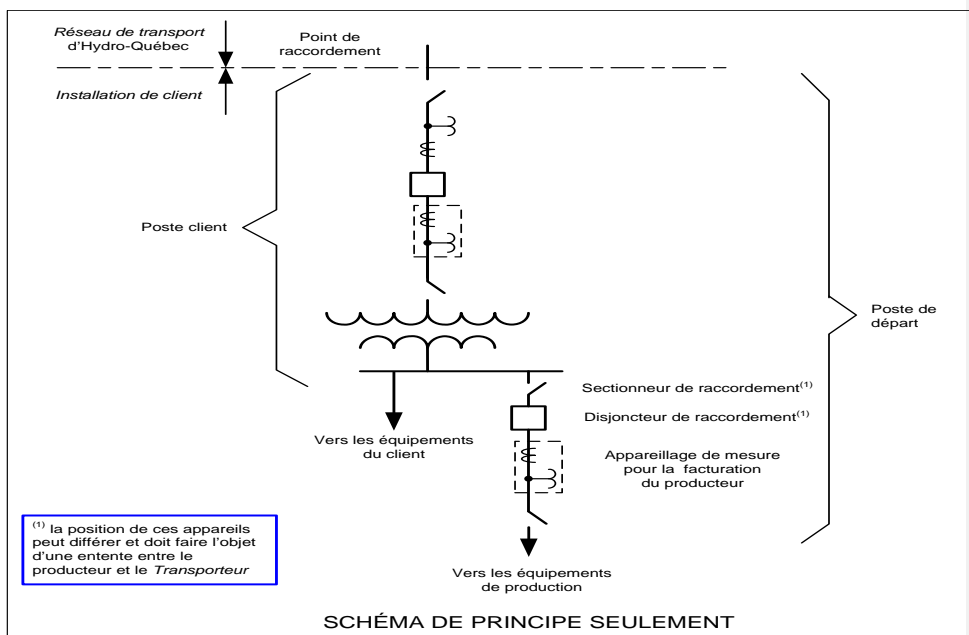 Réseau de transport
d'Hydro-Québec
Point de
raccordement
Installation de client
Poste client
Poste de
départ
Sectionneur de raccordement(1)
Disjoncteur de raccordement(1)
Vers les équipements
du client
Appareillage de mesure
pour la facturation
du producteur
(1) la position de ces appareils
peut différer et doit faire l'objet
d'une entente entre le
producteur et le Transporteur
Vers les équipements
de production
SCHÉMA DE PRINCIPE SEULEMENT